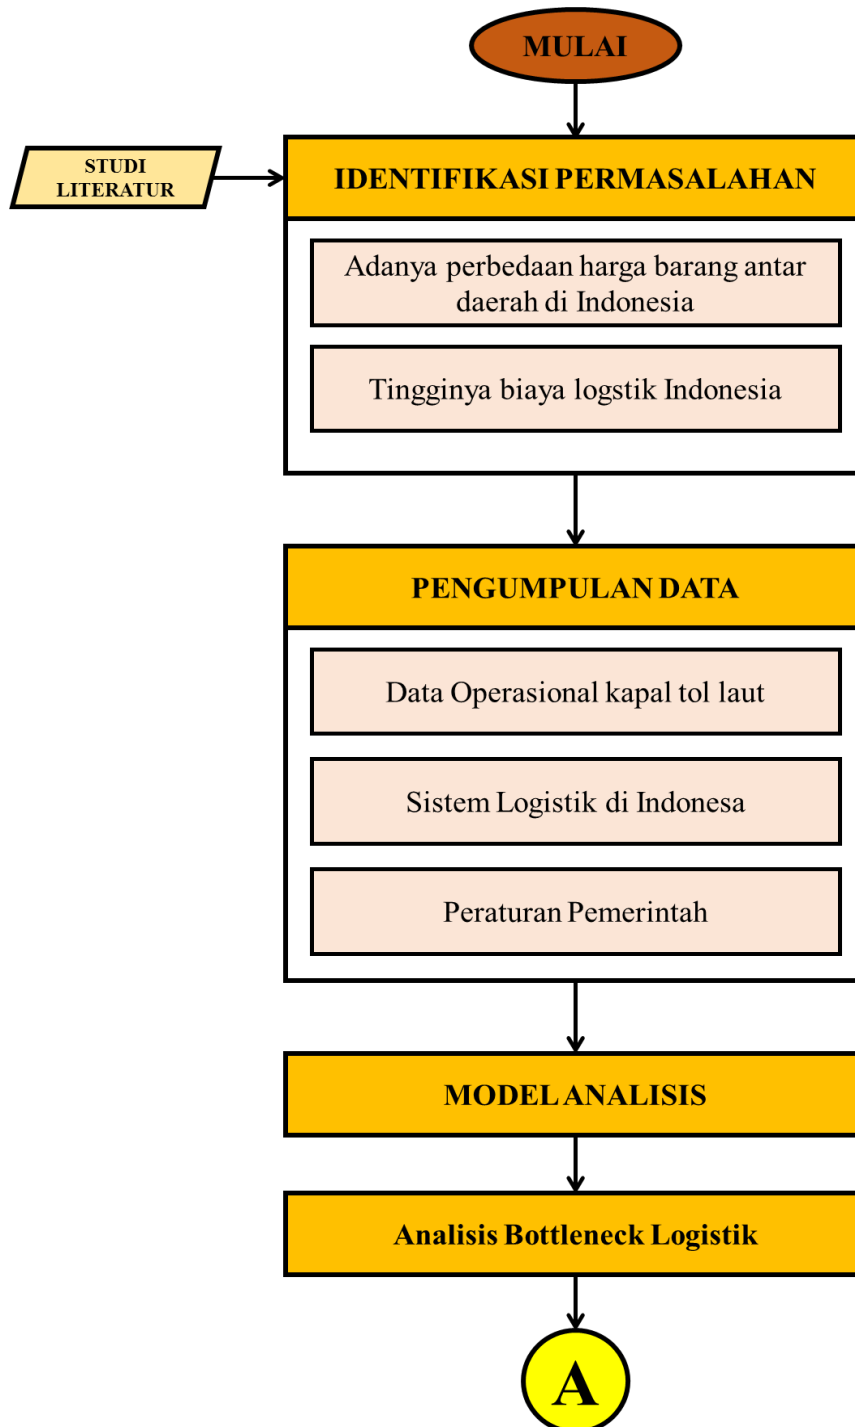 MULAI
STUDI
LITERATUR
IDENTIFIKASI PERMASALAHAN
Adanya perbedaan harga barang antar
daerah di Indonesia
Tingginya biaya logstik Indonesia
PENGUMPULAN DATA
Data Operasional kapal tol laut
Sistem Logistik di Indonesa
Peraturan Pemerintah
MODEL ANALISIS
Analisis Bottleneck Logistik
A